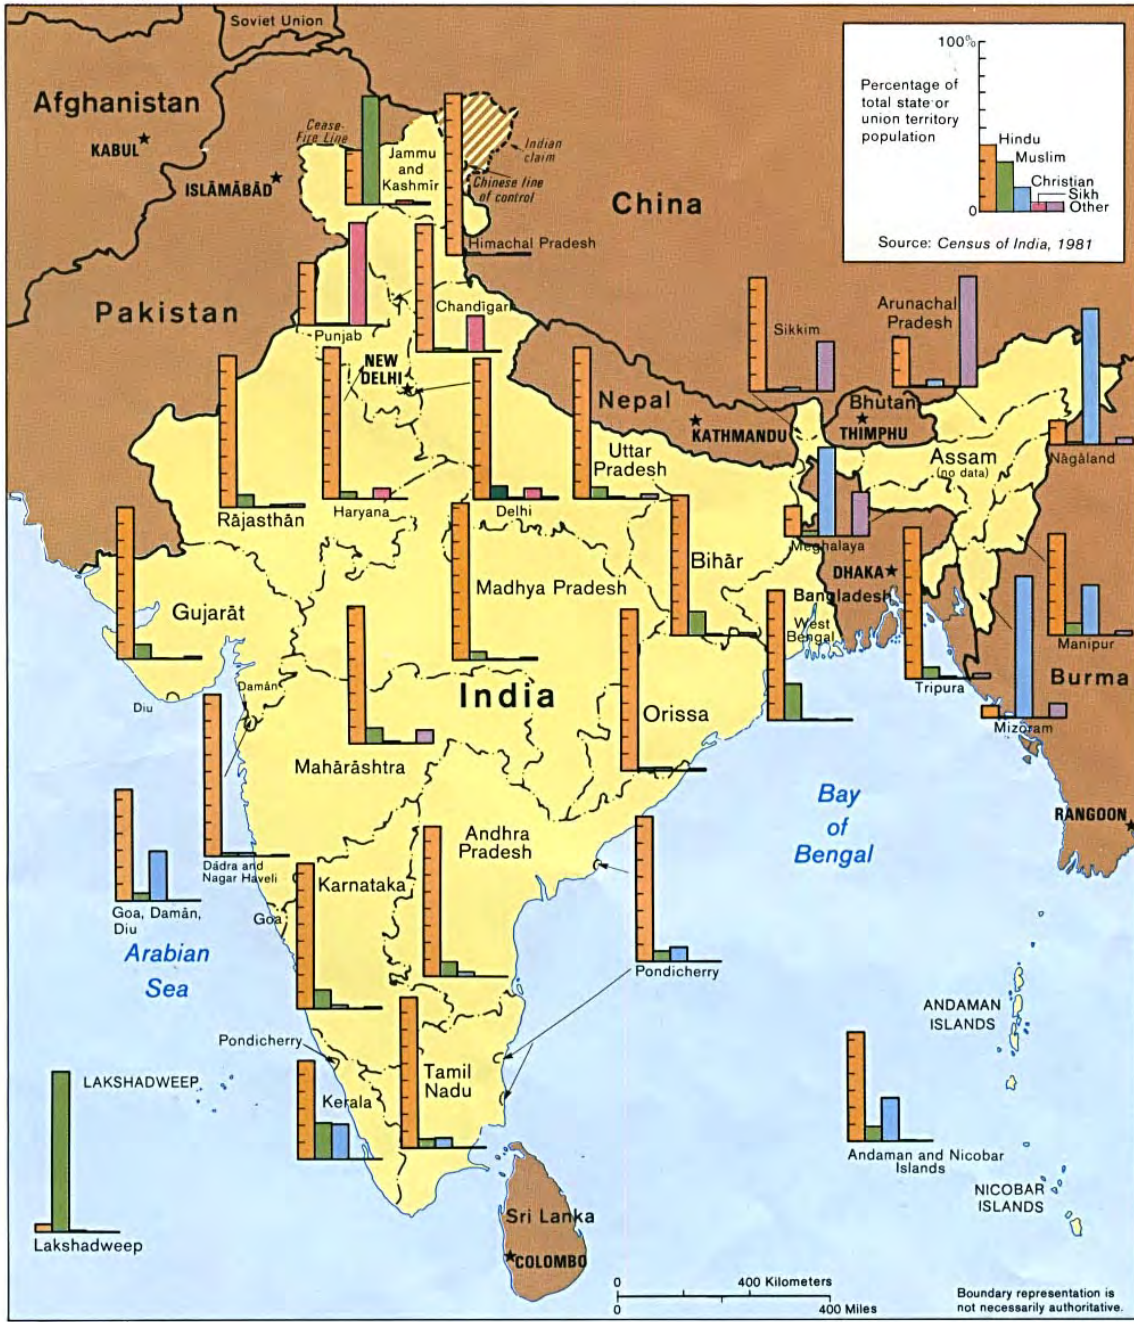 Soviet Union
Afghanistan
KABUL
ISLĀMĀBĀD
Cease-
Fire Line
Jammu
and
Kashmīr
Indian
claim
Chinese line
of control
China
100%
Percentage of
total state or
union territory
population
Hindu
Muslim
Christian
Sikh
Other
0
Source: Census of India, 1981
Himachal Pradesh
Pakistan
Punjab
Chandīgarh
NEW
DELHI
Nepal
KATHMANDU
Sikkim
Arunachal
Pradesh
Bhutan
THIMPHU
Assam
(no data)
Nāgāland
Rājasthān
Haryana
Delhi
Uttar
Pradesh
Meghalaya
Bihār
DHAKA
Bangladesh
West
Bengal
Tripura
Manipur
Burma
Mizoram
Gujarāt
Madhya Pradesh
India
Orissa
Diu
Damān
Mahārāshtra
Bay
of
Bengal
RANGOON
Dādra and
Nagar Haveli
Andhra
Pradesh
Karnataka
Goa
Goa, Damān,
Diu
Arabian
Sea
Pondicherry
ANDAMAN
ISLANDS
Pondicherry
LAKSHADWEEP
Kerala
Tamil
Nadu
Andaman and Nicobar
Islands
NICOBAR
ISLANDS
Lakshadweep
Sri Lanka
COLOMBO
0 400 Kilometers
0 400 Miles
Boundary representation is
not necessarily authoritative.